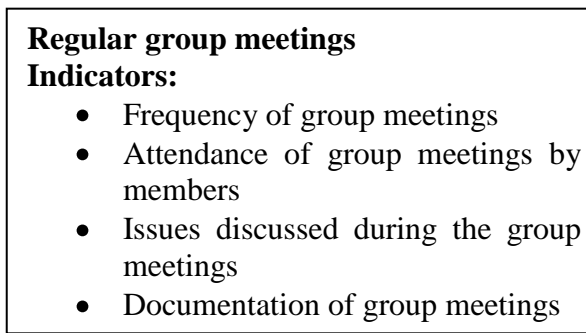 Regular group meetings
Indicators:
• Frequency of group meetings
• Attendance of group meetings by
members
• Issues discussed during the group
meetings
• Documentation of group meetings